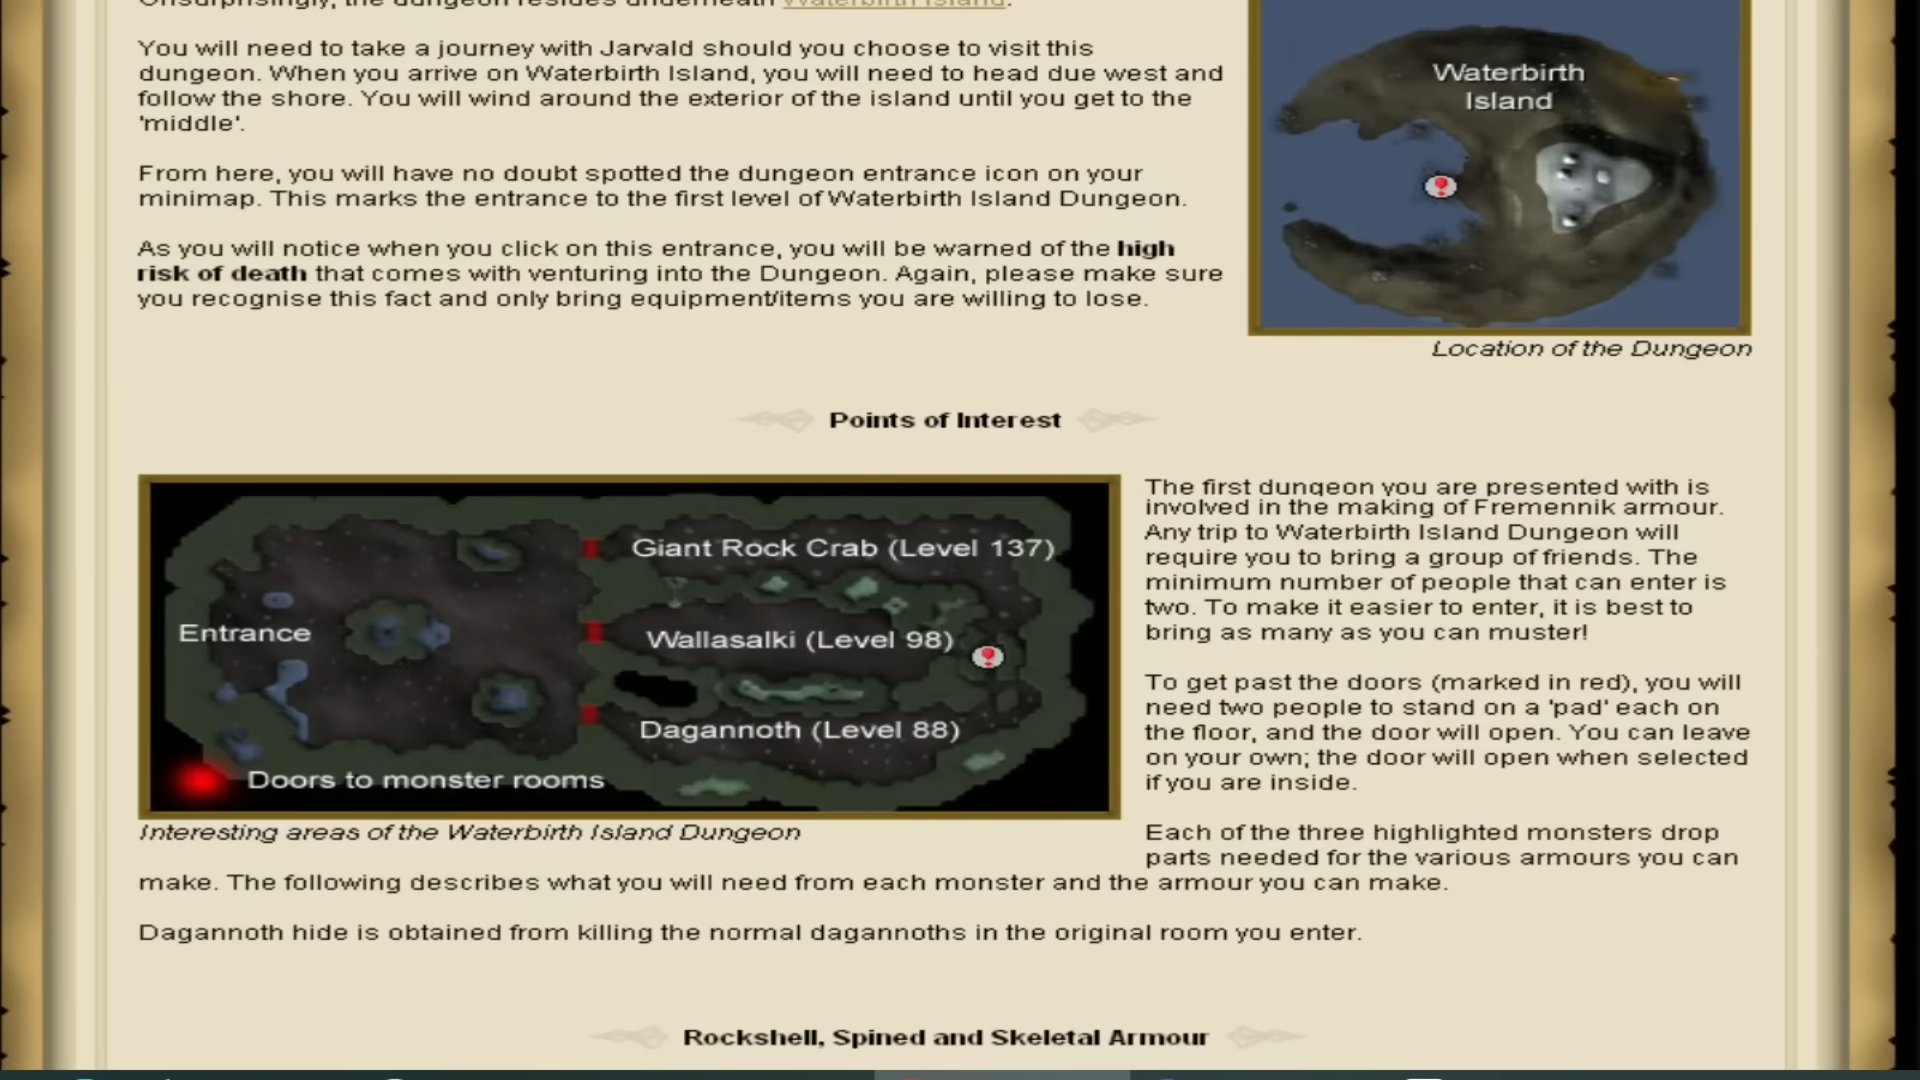 Unsurprisingly, the dungeon resides underneath Waterbirth Island.
You will need to take a journey with Jarvald should you choose to visit this
dungeon. When you arrive on Waterbirth Island, you will need to head due west and
follow the shore. You will wind around the exterior of the island until you get to the
'middle'.
From here, you will have no doubt spotted the dungeon entrance icon on your
minimap. This marks the entrance to the first level of Waterbirth Island Dungeon.
As you will notice when you click on this entrance, you will be warned of the high
risk of death that comes with venturing into the Dungeon. Again, please make sure
you recognise this fact and only bring equipment/items you are willing to lose.
Waterbirth
Island
Location of the Dungeon
Points of Interest
Giant Rock Crab (Level 137)
Entrance
Wallasalki (Level 98)
Dagannoth (Level 88)
Doors to monster rooms
Interesting areas of the Waterbirth Island Dungeon
The first dungeon you are presented with is
involved in the making of Fremennik armour.
Any trip to Waterbirth Island Dungeon will
require you to bring a group of friends. The
minimum number of people that can enter is
two. To make it easier to enter, it is best to
bring as many as you can muster!
To get past the doors (marked in red), you will
need two people to stand on a 'pad' each on
the floor, and the door will open. You can leave
on your own; the door will open when selected
if you are inside.
Each of the three highlighted monsters drop
parts needed for the various armours you can
make. The following describes what you will need from each monster and the armour you can make.
Dagannoth hide is obtained from killing the normal dagannoths in the original room you enter.
Rockshell, Spined and Skeletal Armour